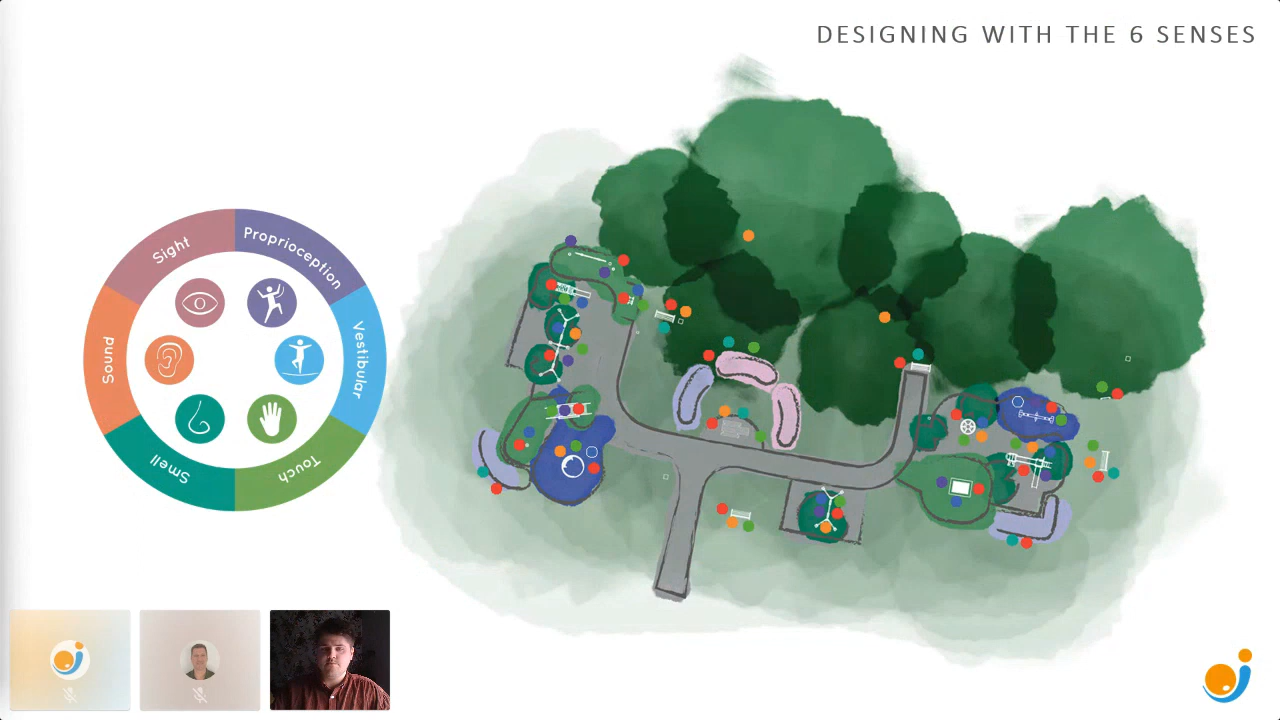 DESIGNING WITH THE 6 SENSES
Sight
Proprioception
Vestibular
Touch
Smell
Sound